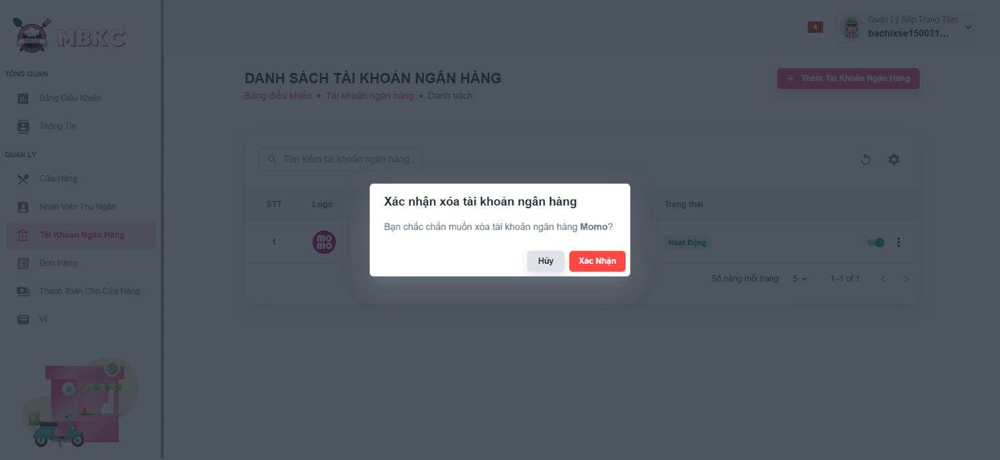 MBKC
MBKC
Quản Lý Bếp Trung Tâm
bachlxse150031...
TỔNG QUAN
Bảng Điều Khiển
Thông Tin
QUẢN LÝ
Cửa Hàng
Nhân Viên Thu Ngân
Tài Khoản Ngân Hàng
Đơn Hàng
Thanh Toán Cho Cửa Hàng
Ví
DANH SÁCH TÀI KHOẢN NGÂN HÀNG
Bảng điều khiển • Tài khoản ngân hàng • Danh sách
+ Thêm Tài Khoản Ngân Hàng
Tìm kiếm tài khoản ngân hàng..
STT Logo Trạng thái
1 mo mo Hoạt Động
Số hàng mỗi trang 5 1–1 of 1
Xác nhận xóa tài khoản ngân hàng
Bạn chắc chắn muốn xóa tài khoản ngân hàng Momo?
Hủy Xác Nhận